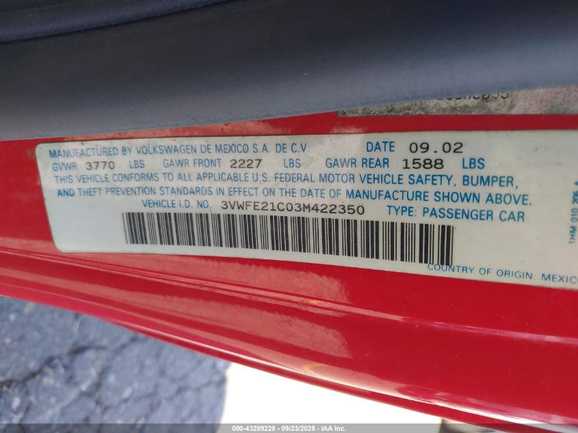 MANUFACTURED BY VOLKSWAGEN DE MEXICO S.A. DE C.V. DATE 09.02
GVWR 3770 LBS GAWR FRONT 2227 LBS GAWR REAR 1588 LBS
THIS VEHICLE CONFORMS TO ALL APPLICABLE U.S. FEDERAL MOTOR VEHICLE SAFETY, BUMPER,
AND THEFT PREVENTION STANDARDS IN EFFECT ON THE DATE OF MANUFACTURE SHOWN ABOVE
VEHICLE I.D. NO. 3VWFE21C03M422350 TYPE: PASSENGER CAR
COUNTRY OF ORIGIN MEXICO
000-43289228 - 09/23/2025 - IAA Inc.